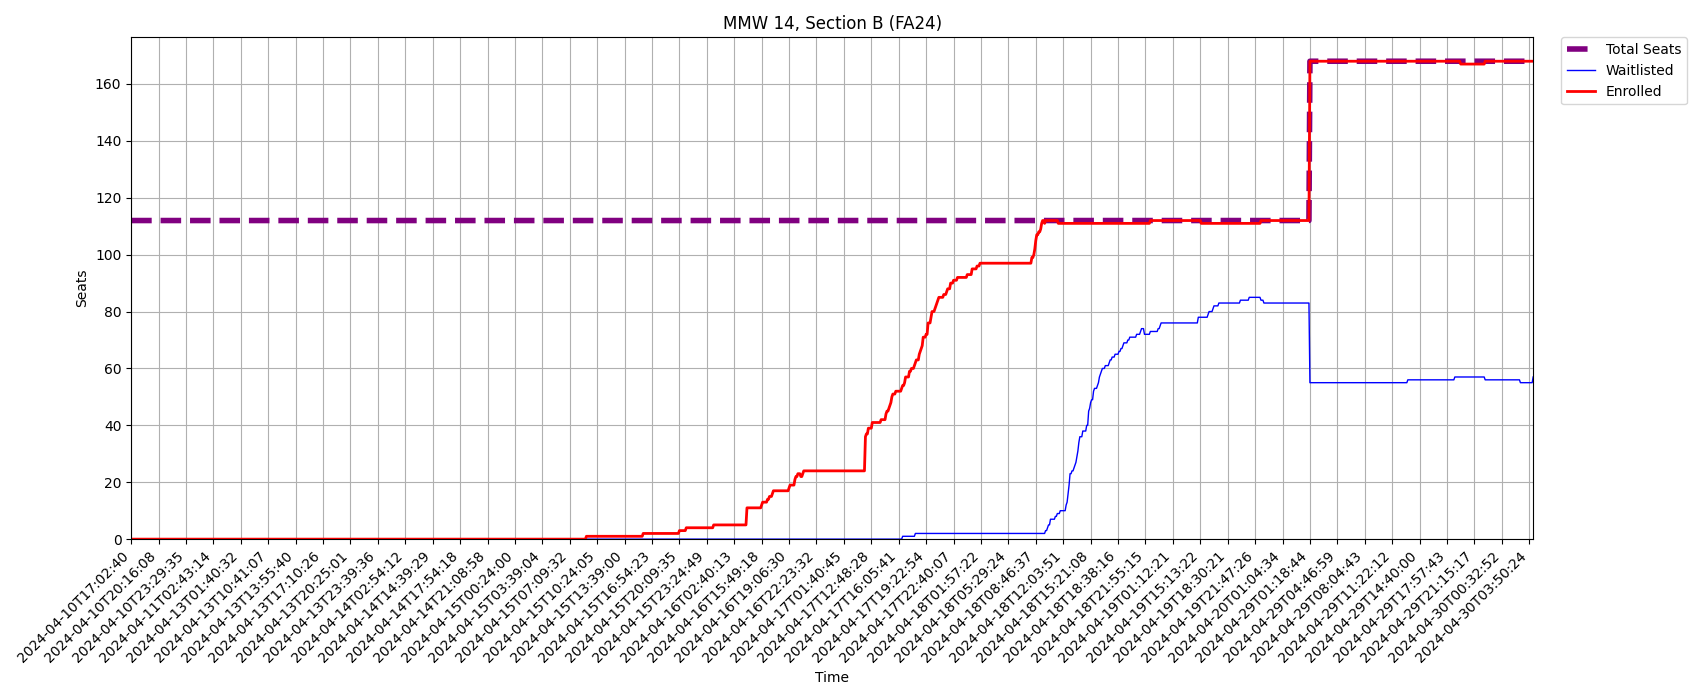 MMW 14, Section B (FA24)
Total Seats
Waitlisted
Enrolled
160
140
120
100
80
60
40
20
0
Seats
2024-04-10T17:02:40
2024-04-10T20:16:08
2024-04-10T23:29:35
2024-04-11T02:43:14
2024-04-13T01:40:32
2024-04-13T10:41:07
2024-04-13T13:55:40
2024-04-13T17:10:26
2024-04-13T20:25:01
2024-04-13T23:39:36
2024-04-14T02:54:12
2024-04-14T14:39:29
2024-04-14T17:54:18
2024-04-14T21:08:58
2024-04-15T00:24:00
2024-04-15T03:39:04
2024-04-15T07:09:32
2024-04-15T10:24:05
2024-04-15T13:39:00
2024-04-15T16:54:23
2024-04-15T20:09:35
2024-04-15T23:24:49
2024-04-16T02:40:13
2024-04-16T15:49:18
2024-04-16T19:06:30
2024-04-16T22:23:32
2024-04-17T01:40:45
2024-04-17T12:48:28
2024-04-17T16:05:41
2024-04-17T19:22:54
2024-04-17T22:40:07
2024-04-18T01:57:22
2024-04-18T05:29:24
2024-04-18T08:46:37
2024-04-18T12:03:51
2024-04-18T15:21:08
2024-04-18T18:38:16
2024-04-18T21:55:15
2024-04-19T01:12:21
2024-04-19T15:13:22
2024-04-19T18:30:21
2024-04-19T21:47:26
2024-04-20T01:04:34
2024-04-29T01:18:44
2024-04-29T04:46:59
2024-04-29T08:04:43
2024-04-29T11:22:12
2024-04-29T14:40:00
2024-04-29T17:57:43
2024-04-29T21:15:17
2024-04-30T00:32:52
2024-04-30T03:50:24
Time